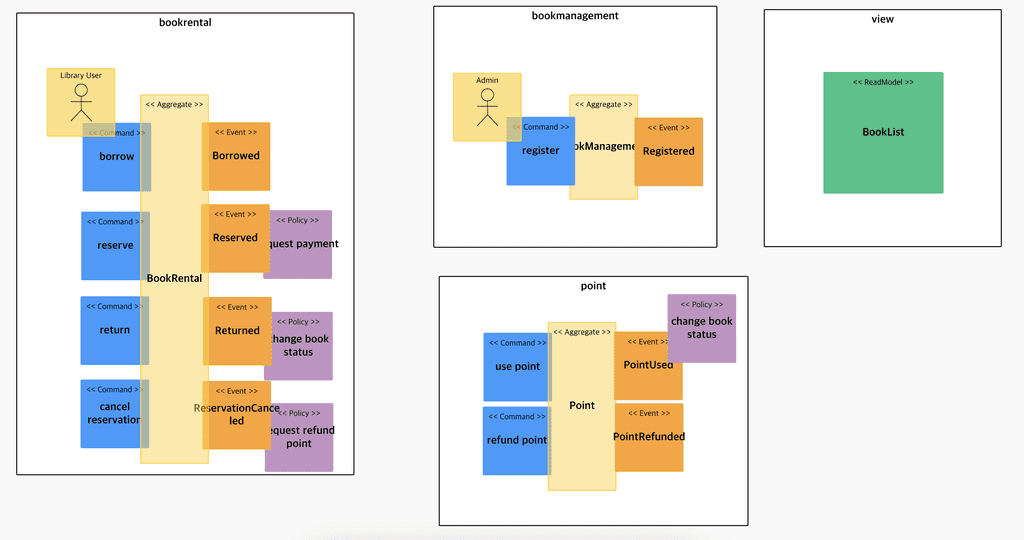 bookrental
Library User
<< Aggregate >>
<< Command >>
borrow
<< Event >>
Borrowed
<< Command >>
reserve
<< Event >>
Reserved
<< Policy >>
quest payment
BookRental
<< Command >>
return
<< Event >>
Returned
<< Policy >>
change book
status
<< Command >>
cancel
reservation
<< Event >>
ReservationCance
led
<< Policy >>
equest refund
point
bookmanagement
Admin
<< Aggregate >>
<< Command >>
register
okManageme
<< Event >>
Registered
view
<< ReadModel >>
BookList
point
<< Aggregate >>
<< Command >>
use point
<< Event >>
PointUsed
<< Policy >>
change book
status
Point
<< Command >>
refund point
<< Event >>
PointRefunded